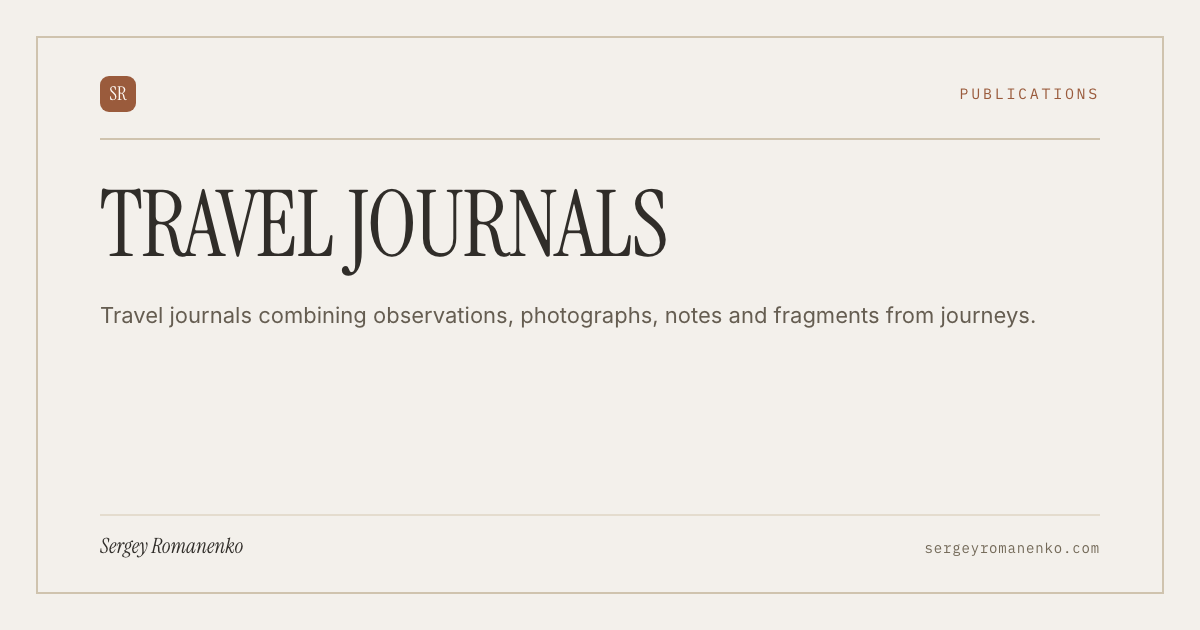 SR
PUBLICATIONS
TRAVEL JOURNALS
Travel journals combining observations, photographs, notes and fragments from journeys.
Sergey Romanenko
sergeyromanenko.com